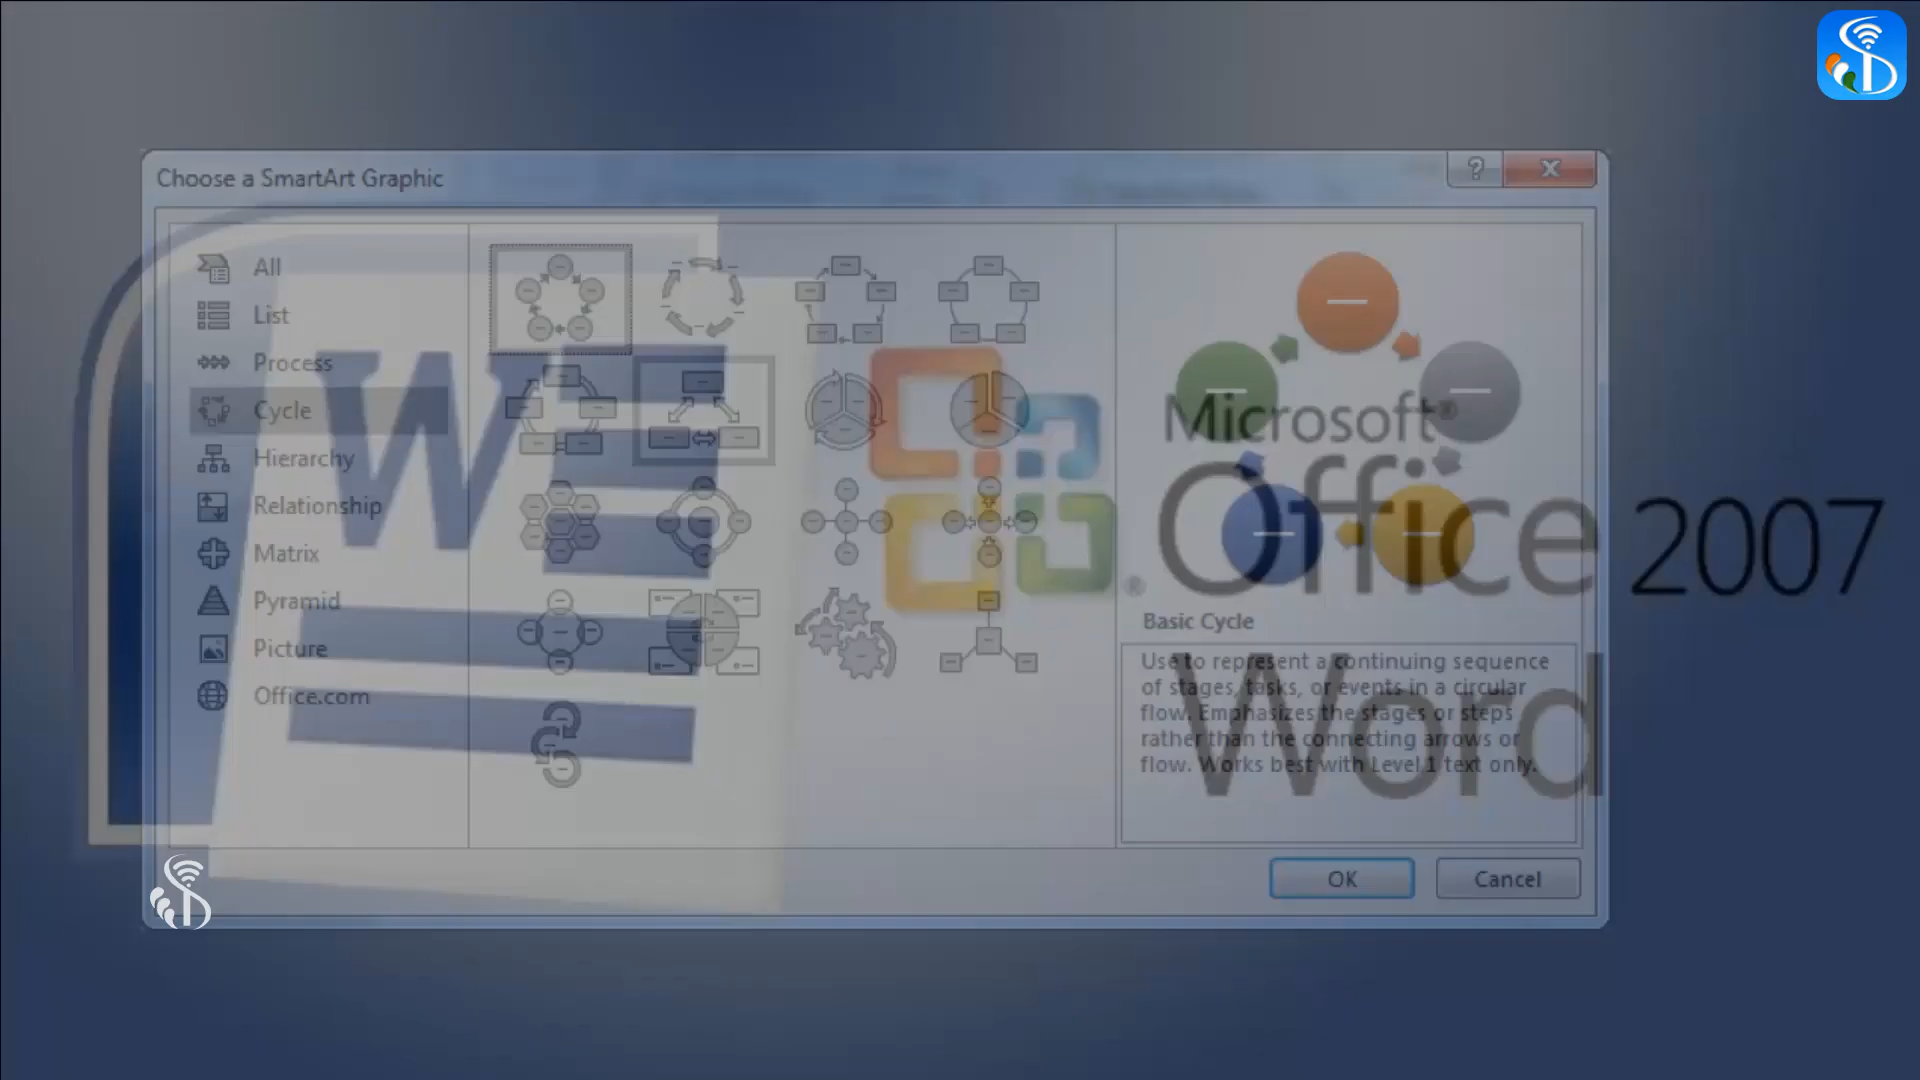 Choose a SmartArt Graphic
?
All
List
Process
Cycle
Hierarchy
Relationship
Matrix
Pyramid
Picture
Office.com
W
Microsoft®
Office 2007
®
Word
Basic Cycle
Use to represent a continuing sequence
of stages, tasks, or events in a circular
flow. Emphasizes the stages or steps
rather than the connecting arrows or
flow. Works best with Level 1 text only.
OK
Cancel